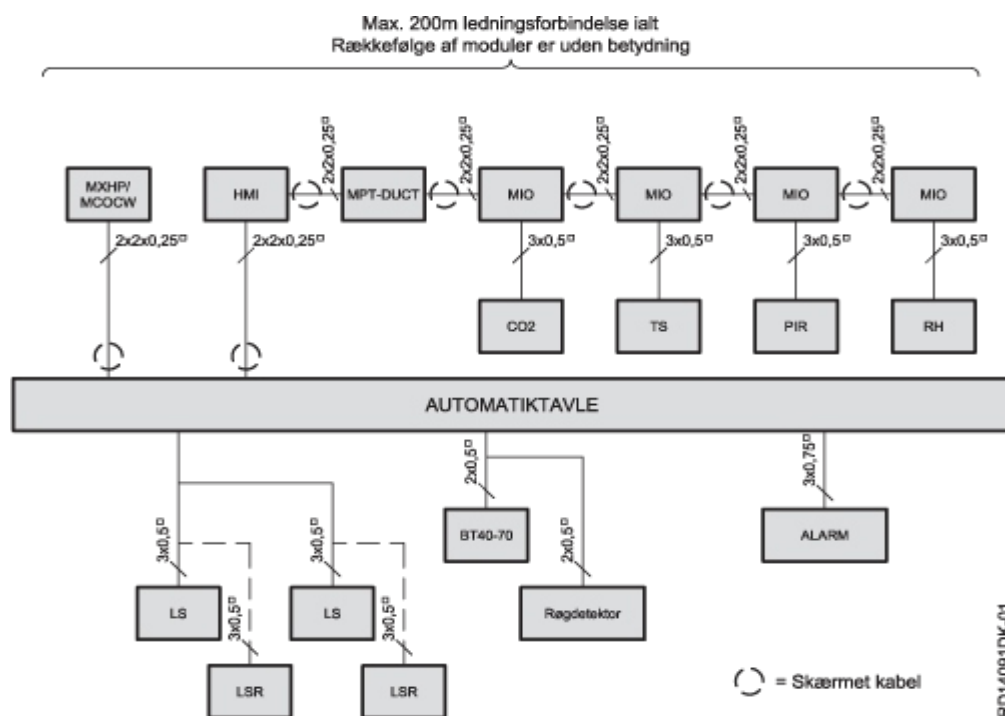 Max. 200m ledningsforbindelse ialt
Rækkefølge af moduler er uden betydning
2x2x0,25¤
2x2x0,25¤
2x2x0,25¤
2x2x0,25¤
2x2x0,25¤
MXHP/
MCOCW
HMI
MPT-DUCT
MIO
MIO
MIO
MIO
2x2x0,25¤
2x2x0,25¤
3x0,5¤
3x0,5¤
3x0,5¤
3x0,5¤
CO2
TS
PIR
RH
AUTOMATIKTAVLE
2x0,5¤
3x0,75¤
BT40-70
ALARM
3x0,5¤
3x0,5¤
2x0,5¤
LS
LS
Røgdetektor
3x0,5¤
3x0,5¤
LSR
LSR
= Skærmet kabel
RD14091DK-01